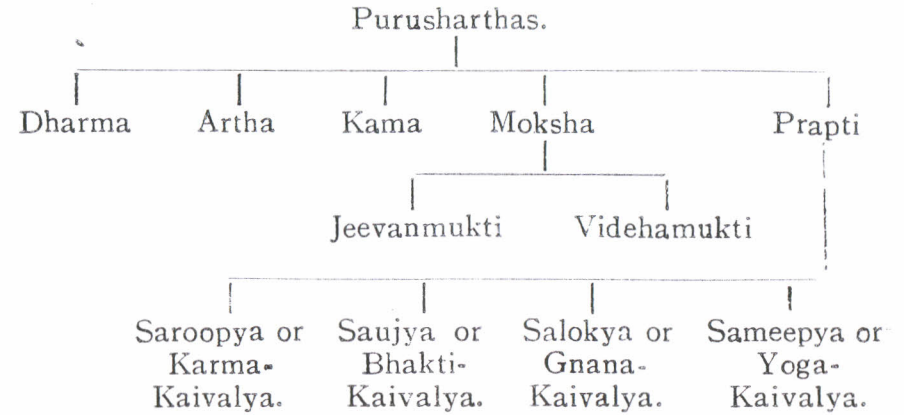 Purusharthas.
Dharma Artha Kama Moksha Prapti
Jeevanmukti Videhamukti
Saroopya or Saujya or Salokya or Sameepya or
Karma- Bhakti- Gnana- Yoga-
Kaivalya. Kaivalya. Kaivalya. Kaivalya.